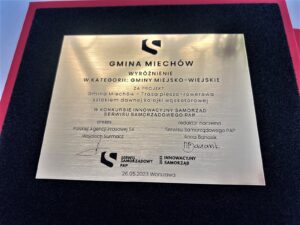 GMINA MIECHÓW
WYRÓŻNIENIE
W KATEGORII: GMINY MIEJSKO-WIEJSKIE
ZA PROJEKT
Gmina Miechów – Trasa pieszo-rowerowa
szlakiem dawnej kolejki wąskotorowej
W KONKURSIE INNOWACYJNY SAMORZĄD
SERWISU SAMORZĄDOWEGO PAP
prezes
Polskiej Agencji Prasowej SA
Wojciech Surmacz
redaktor naczelna
Serwisu Samorządowego PAP
Anna Banasik
SERWIS
SAMORZĄDOWY
PAP
INNOWACYJNY
SAMORZĄD
26.05.2023 Warszawa